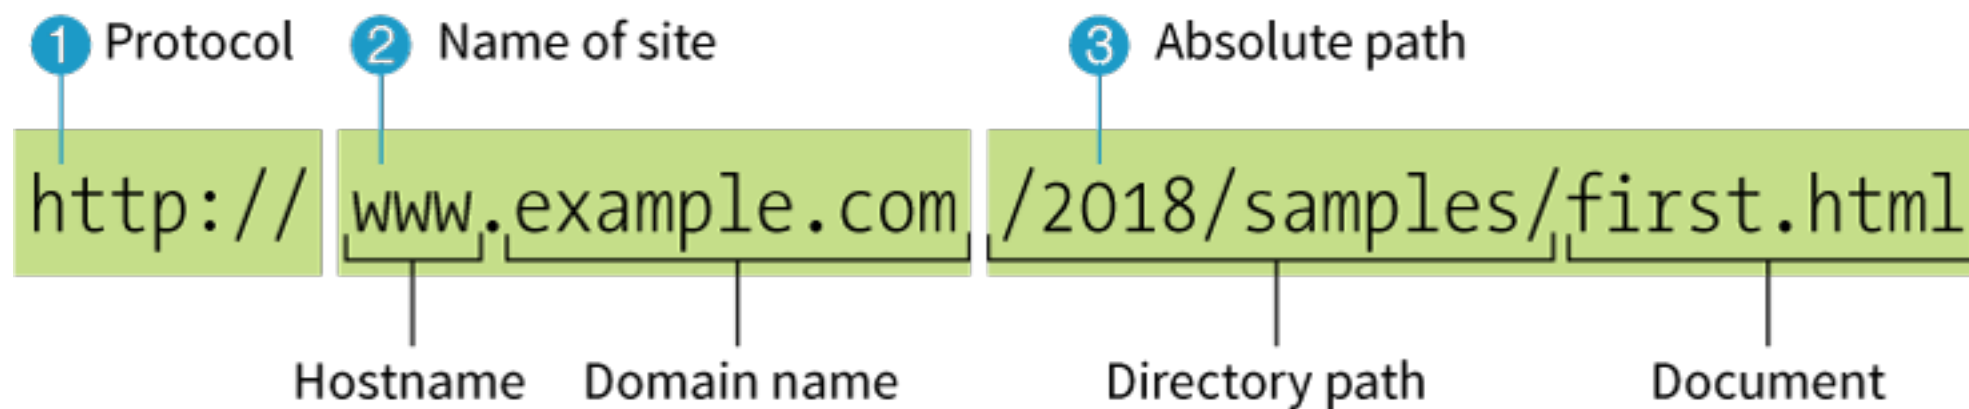 1 Protocol 2 Name of site 3 Absolute path
http:// www.example.com /2018/samples/first.html
Hostname Domain name Directory path Document